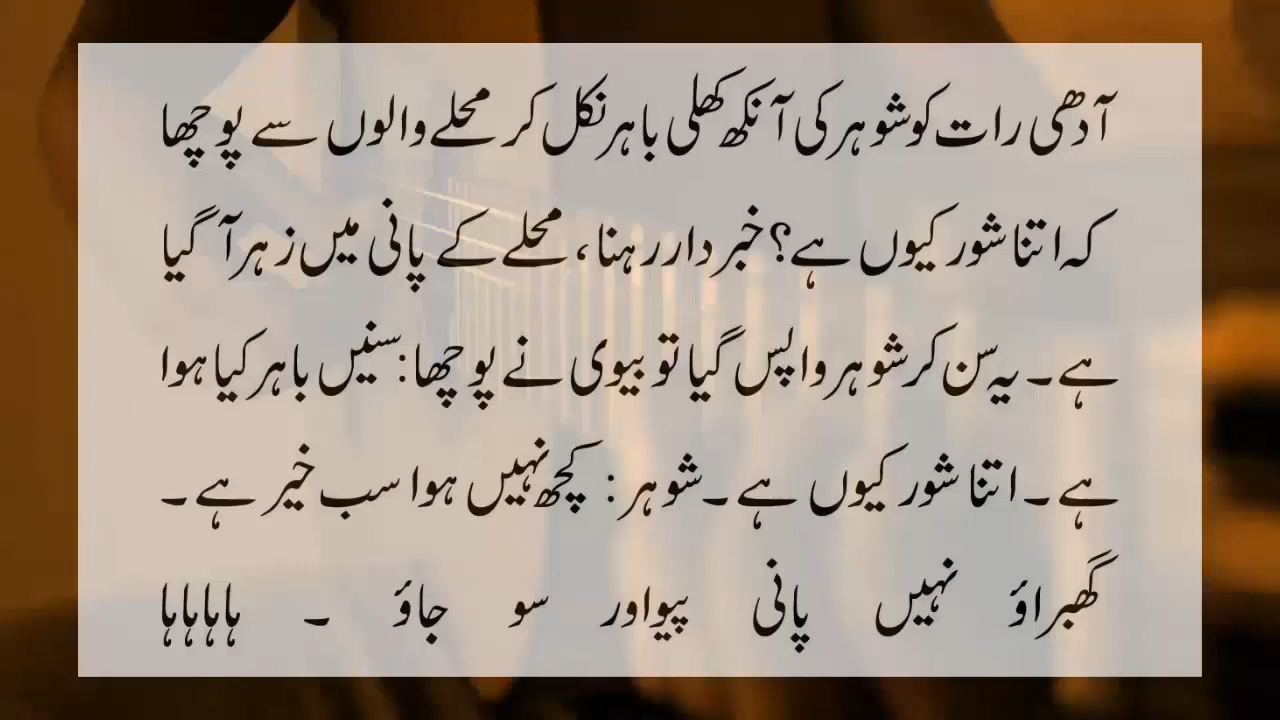 آدھی رات کو شوہر کی آنکھ کھلی باہر نکل کر محلے والوں سے پوچھا
کہ اتنا شور کیوں ہے؟ خبردار رہنا، محلے کے پانی میں زہر آ گیا
ہے۔ یہ سن کر شوہر واپس گیا تو بیوی نے پوچھا: سنیں باہر کیا ہوا
ہے۔ اتنا شور کیوں ہے۔ شوہر : کچھ نہیں ہوا سب خیر ہے۔
گھبراؤ نہیں پانی پیو اور سو جاؤ ۔ ہاہاہاہا